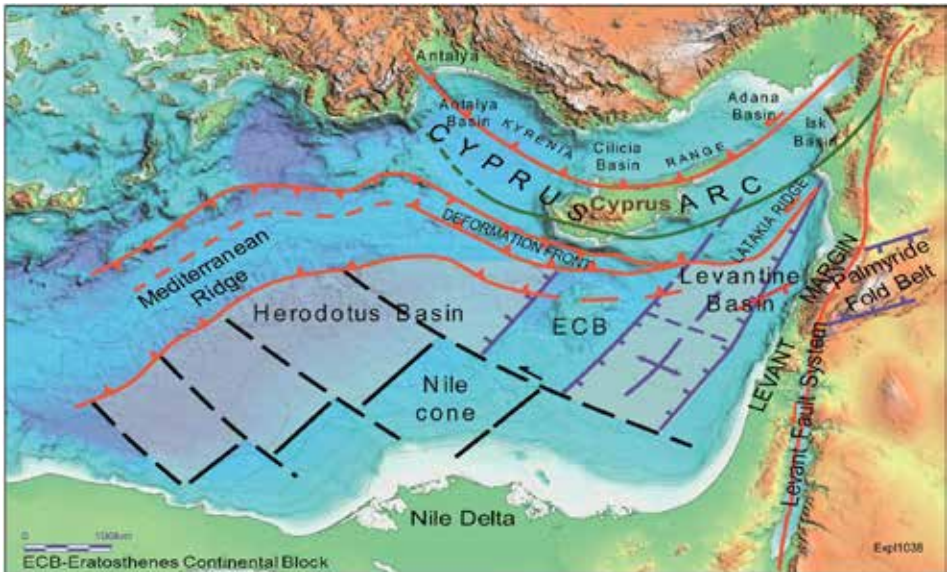 Antalya
Antalya
Basin
KYRENIA
RANGE
Cilicia
Basin
Adana
Basin
Isk
Basin
CYPRUS
ARC
Cyprus
DEFORMATION FRONT
LATAKIA RIDGE
Mediterranean
Ridge
Herodotus Basin
ECB
Levantine
Basin
LEVANT MARGIN
Palmyride
Fold Belt
Levant Fault System
Nile
cone
Nile Delta
0 100km
ECB-Eratosthenes Continental Block
Expl1038